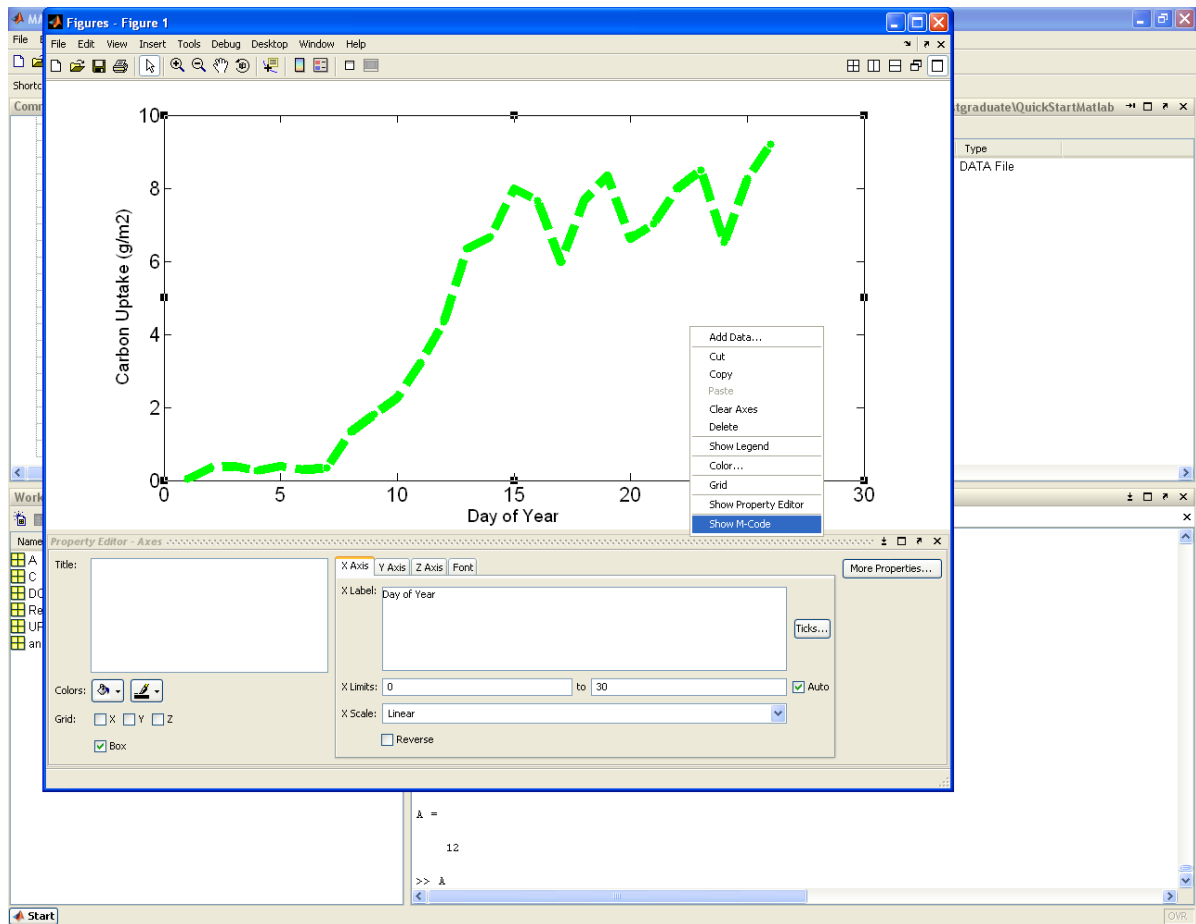 MA
Figures - Figure 1
File
File Edit View Insert Tools Debug Desktop Window Help
Shortc
Comm
tgraduate\QuickStartMatlab
Type
DATA File
10
8
6
4
2
0
Carbon Uptake (g/m2)
0 5 10 15 20 30
Day of Year
Add Data...
Cut
Copy
Paste
Clear Axes
Delete
Show Legend
Color...
Grid
Show Property Editor
Show M-Code
Work
Name
A
C
DO
Re
UP
an
Property Editor - Axes
Title:
X Axis Y Axis Z Axis Font
More Properties...
X Label: Day of Year
Ticks...
Colors:
X Limits: 0 to 30 Auto
Grid: X Y Z
X Scale: Linear
Box
Reverse
A =
12
>> A
Start
OVR